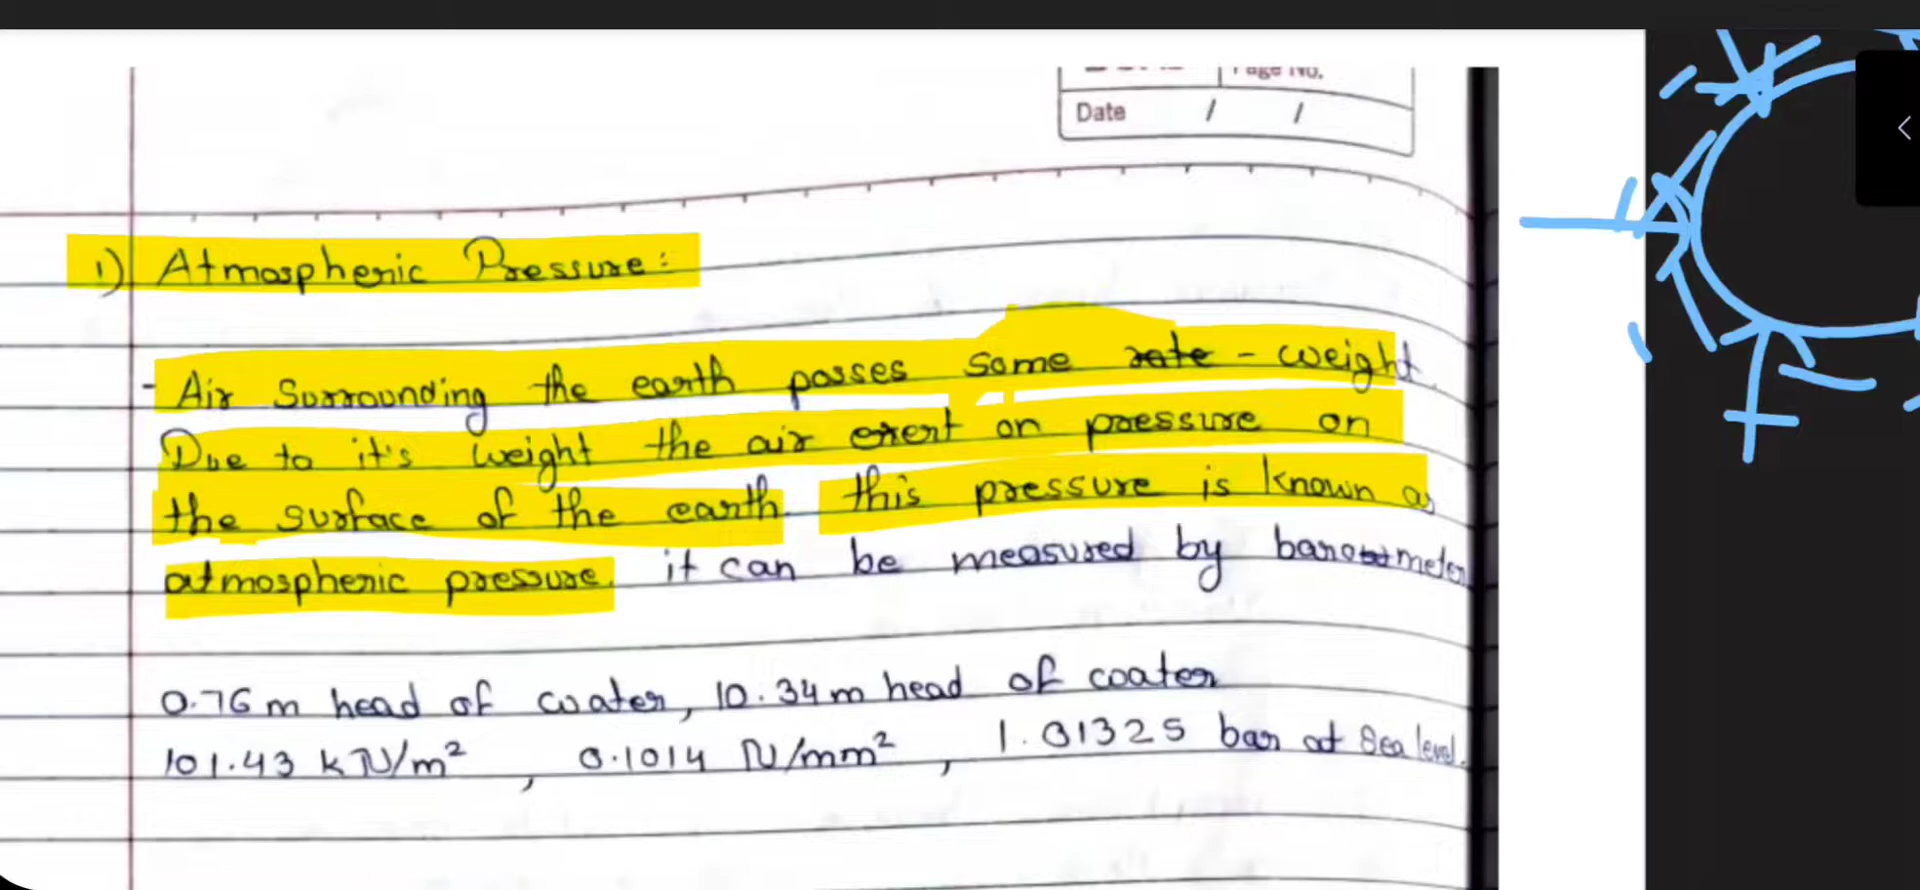 Page No.
Date / /
1) Atmospheric Pressure:
- Air Surrounding the earth posses some rate - weight.
Due to it's weight the air exert on pressure on
the surface of the earth. this pressure is known as
atmospheric pressure. it can be measured by barometer
0.76 m head of water, 10.34 m head of water
101.43 kN/m², 0.1014 N/mm², 1.01325 bar at Sea level.